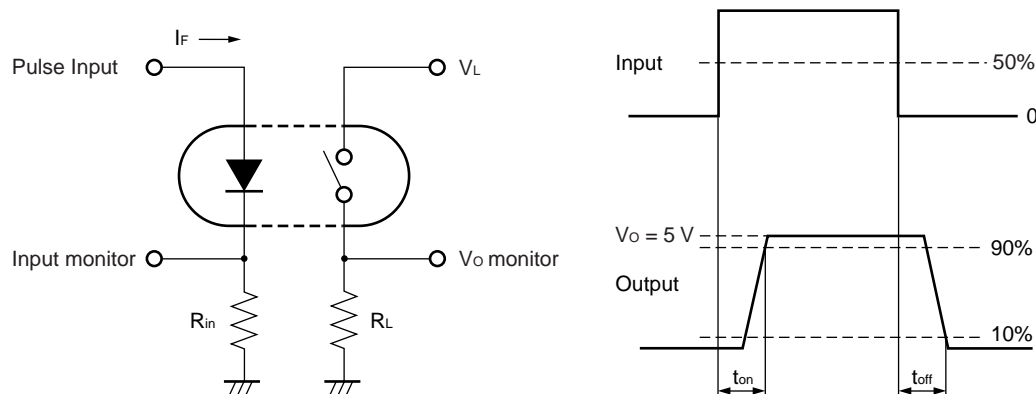 IF
Pulse Input
VL
Input monitor
VO monitor
Rin
RL
Input
50%
0
VO = 5 V
90%
Output
10%
ton
toff